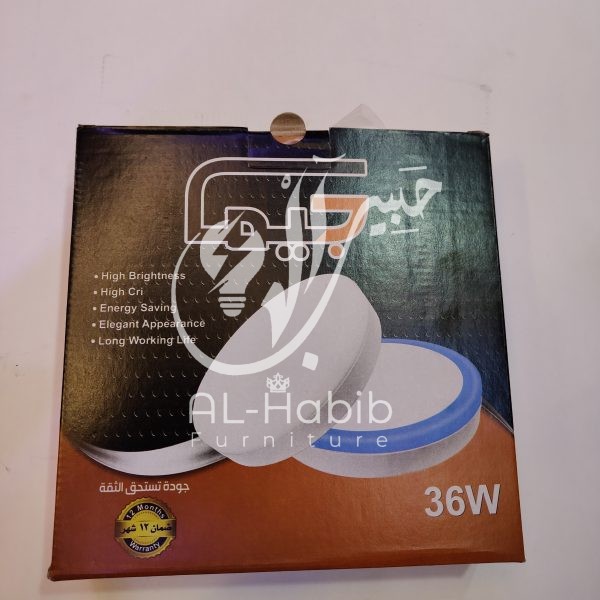 حبيب
• High Brightness
• High Cri
• Energy Saving
• Elegant Appearance
• Long Working Life
AL-Habib
Furniture
جودة تستحق الثقة
36W
12 Months
ضمان ١٢ شهر
Warranty